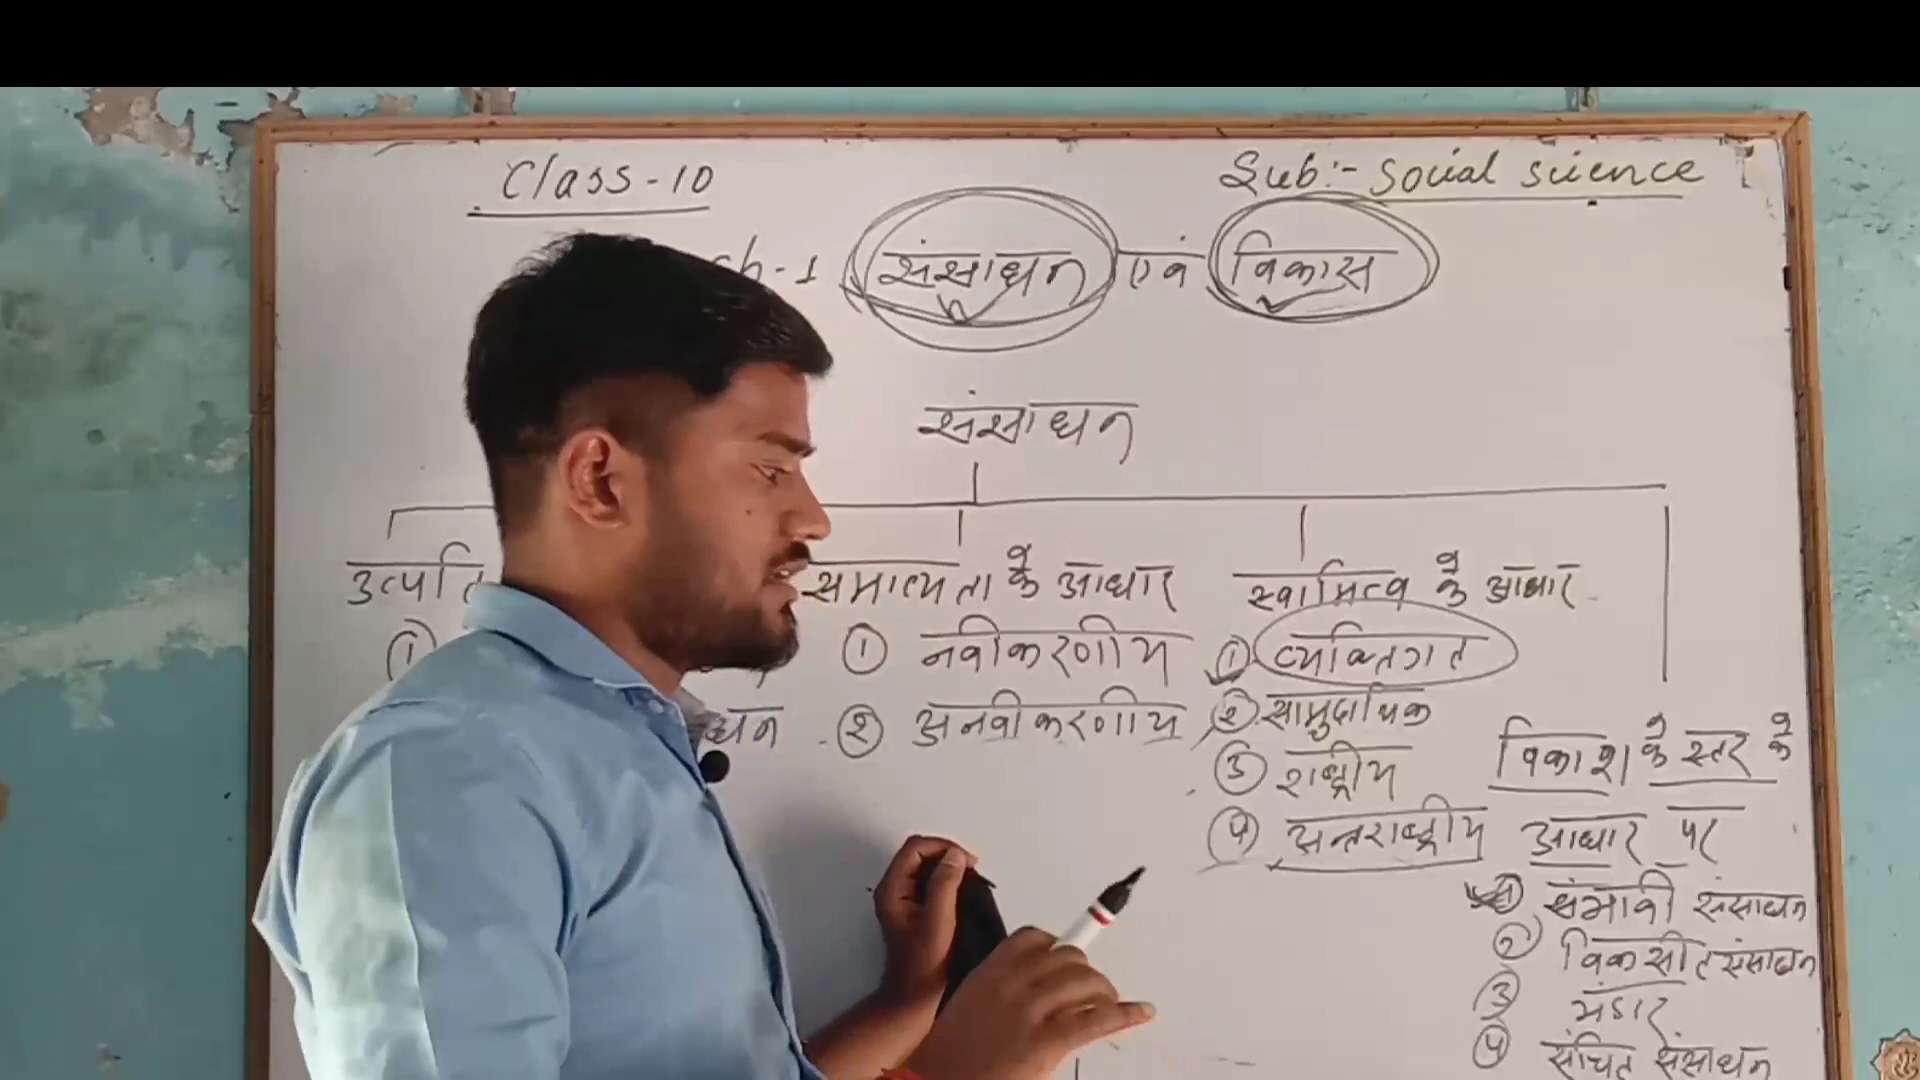 Class-10
Sub:- Social science
ch-1 संसाधन एवं विकास
संसाधन
समाप्यता के आधार
स्वामित्व के आधार
① नवीकरणीय
② अनवीकरणीय
① व्यक्तिगत
② सामुदायिक
③ राष्ट्रीय
④ अन्तराष्ट्रीय
विकाश के स्तर के
आधार पर
① संभावी संसाधन
② विकसीत संसाधन
③ भंडार
④ संचित संसाधन